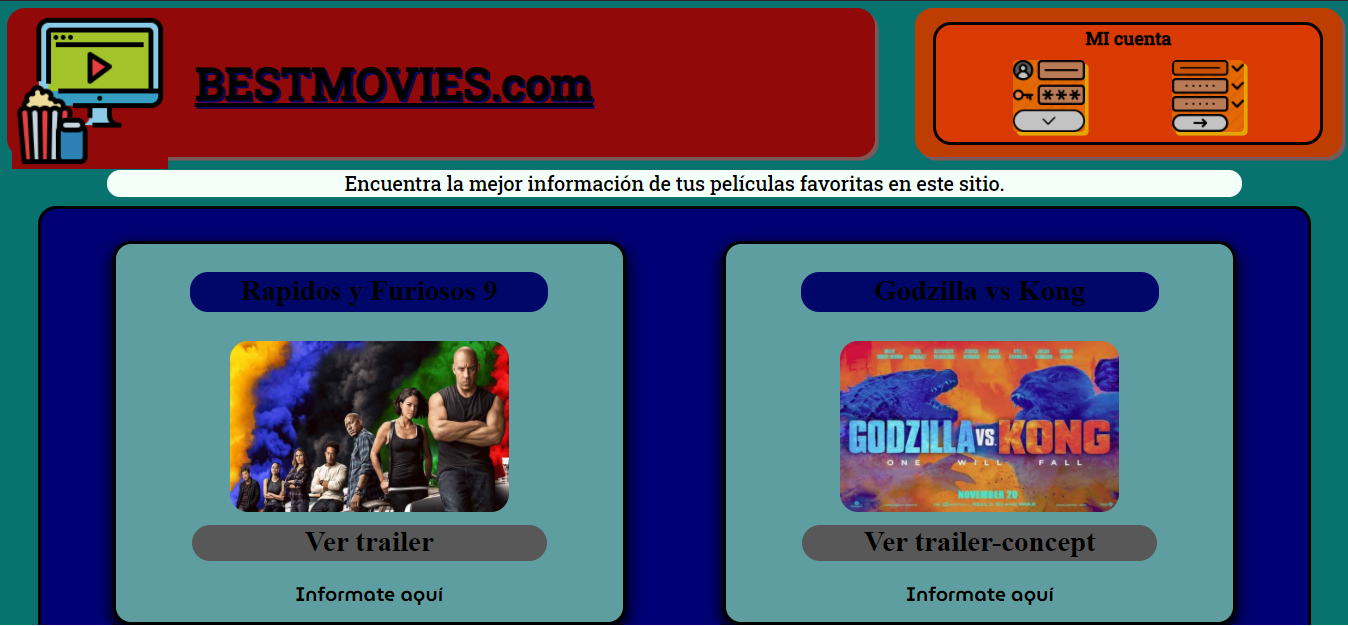 BESTMOVIES.com
MI cuenta
***
Encuentra la mejor información de tus películas favoritas en este sitio.
Rapidos y Furiosos 9
Godzilla vs Kong
GODZILLA VS. KONG
ONE WILL FALL
NOVEMBER 20
Ver trailer
Ver trailer-concept
Informate aquí
Informate aquí